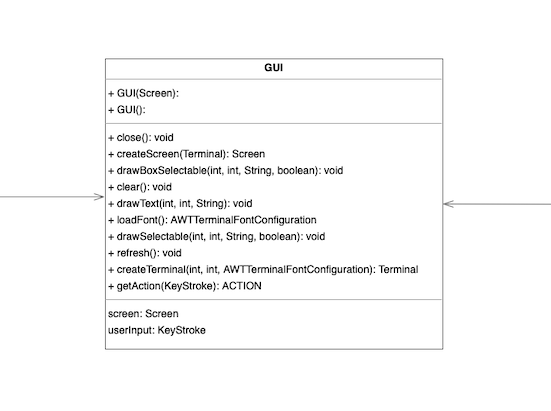 GUI
+ GUI(Screen):
+ GUI():
+ close(): void
+ createScreen(Terminal): Screen
+ drawBoxSelectable(int, int, String, boolean): void
+ clear(): void
+ drawText(int, int, String): void
+ loadFont(): AWTTerminalFontConfiguration
+ drawSelectable(int, int, String, boolean): void
+ refresh(): void
+ createTerminal(int, int, AWTTerminalFontConfiguration): Terminal
+ getAction(KeyStroke): ACTION
screen: Screen
userInput: KeyStroke